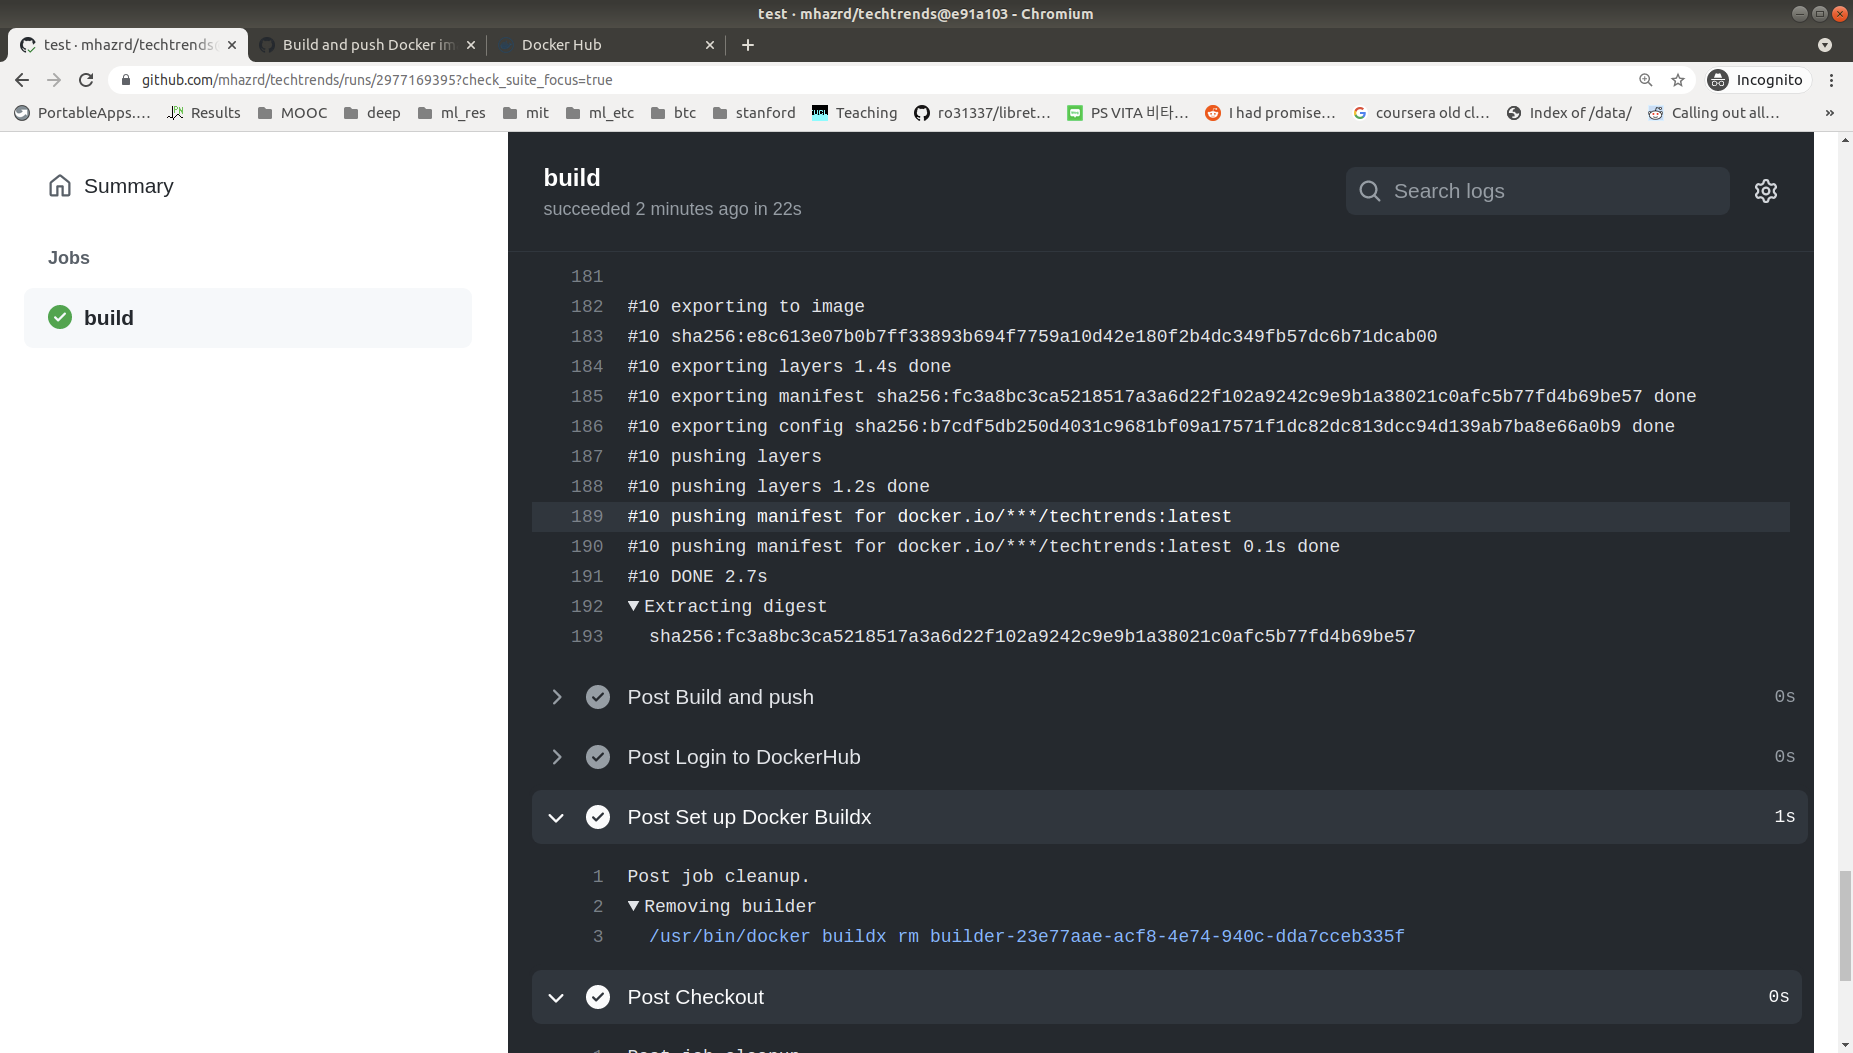 test · mhazrd/techtrends@e91a103 - Chromium
test · mhazrd/techtrends
Build and push Docker im
Docker Hub
github.com/mhazrd/techtrends/runs/2977169395?check_suite_focus=true
Incognito
PortableApps....
Results
MOOC
deep
ml_res
mit
ml_etc
btc
stanford
Teaching
ro31337/libret...
PS VITA 비타...
I had promise...
coursera old cl...
Index of /data/
Calling out all...
»
Summary
Jobs
build
build
succeeded 2 minutes ago in 22s
Search logs
181
182 #10 exporting to image
183 #10 sha256:e8c613e07b0b7ff33893b694f7759a10d42e180f2b4dc349fb57dc6b71dcab00
184 #10 exporting layers 1.4s done
185 #10 exporting manifest sha256:fc3a8bc3ca5218517a3a6d22f102a9242c9e9b1a38021c0afc5b77fd4b69be57 done
186 #10 exporting config sha256:b7cdf5db250d4031c9681bf09a17571f1dc82dc813dcc94d139ab7ba8e66a0b9 done
187 #10 pushing layers
188 #10 pushing layers 1.2s done
189 #10 pushing manifest for docker.io/***/techtrends:latest
190 #10 pushing manifest for docker.io/***/techtrends:latest 0.1s done
191 #10 DONE 2.7s
192 Extracting digest
193 sha256:fc3a8bc3ca5218517a3a6d22f102a9242c9e9b1a38021c0afc5b77fd4b69be57
Post Build and push 0s
Post Login to DockerHub 0s
Post Set up Docker Buildx 1s
1 Post job cleanup.
2 Removing builder
3 /usr/bin/docker buildx rm builder-23e77aae-acf8-4e74-940c-dda7cceb335f
Post Checkout 0s
1 Post job cleanup.